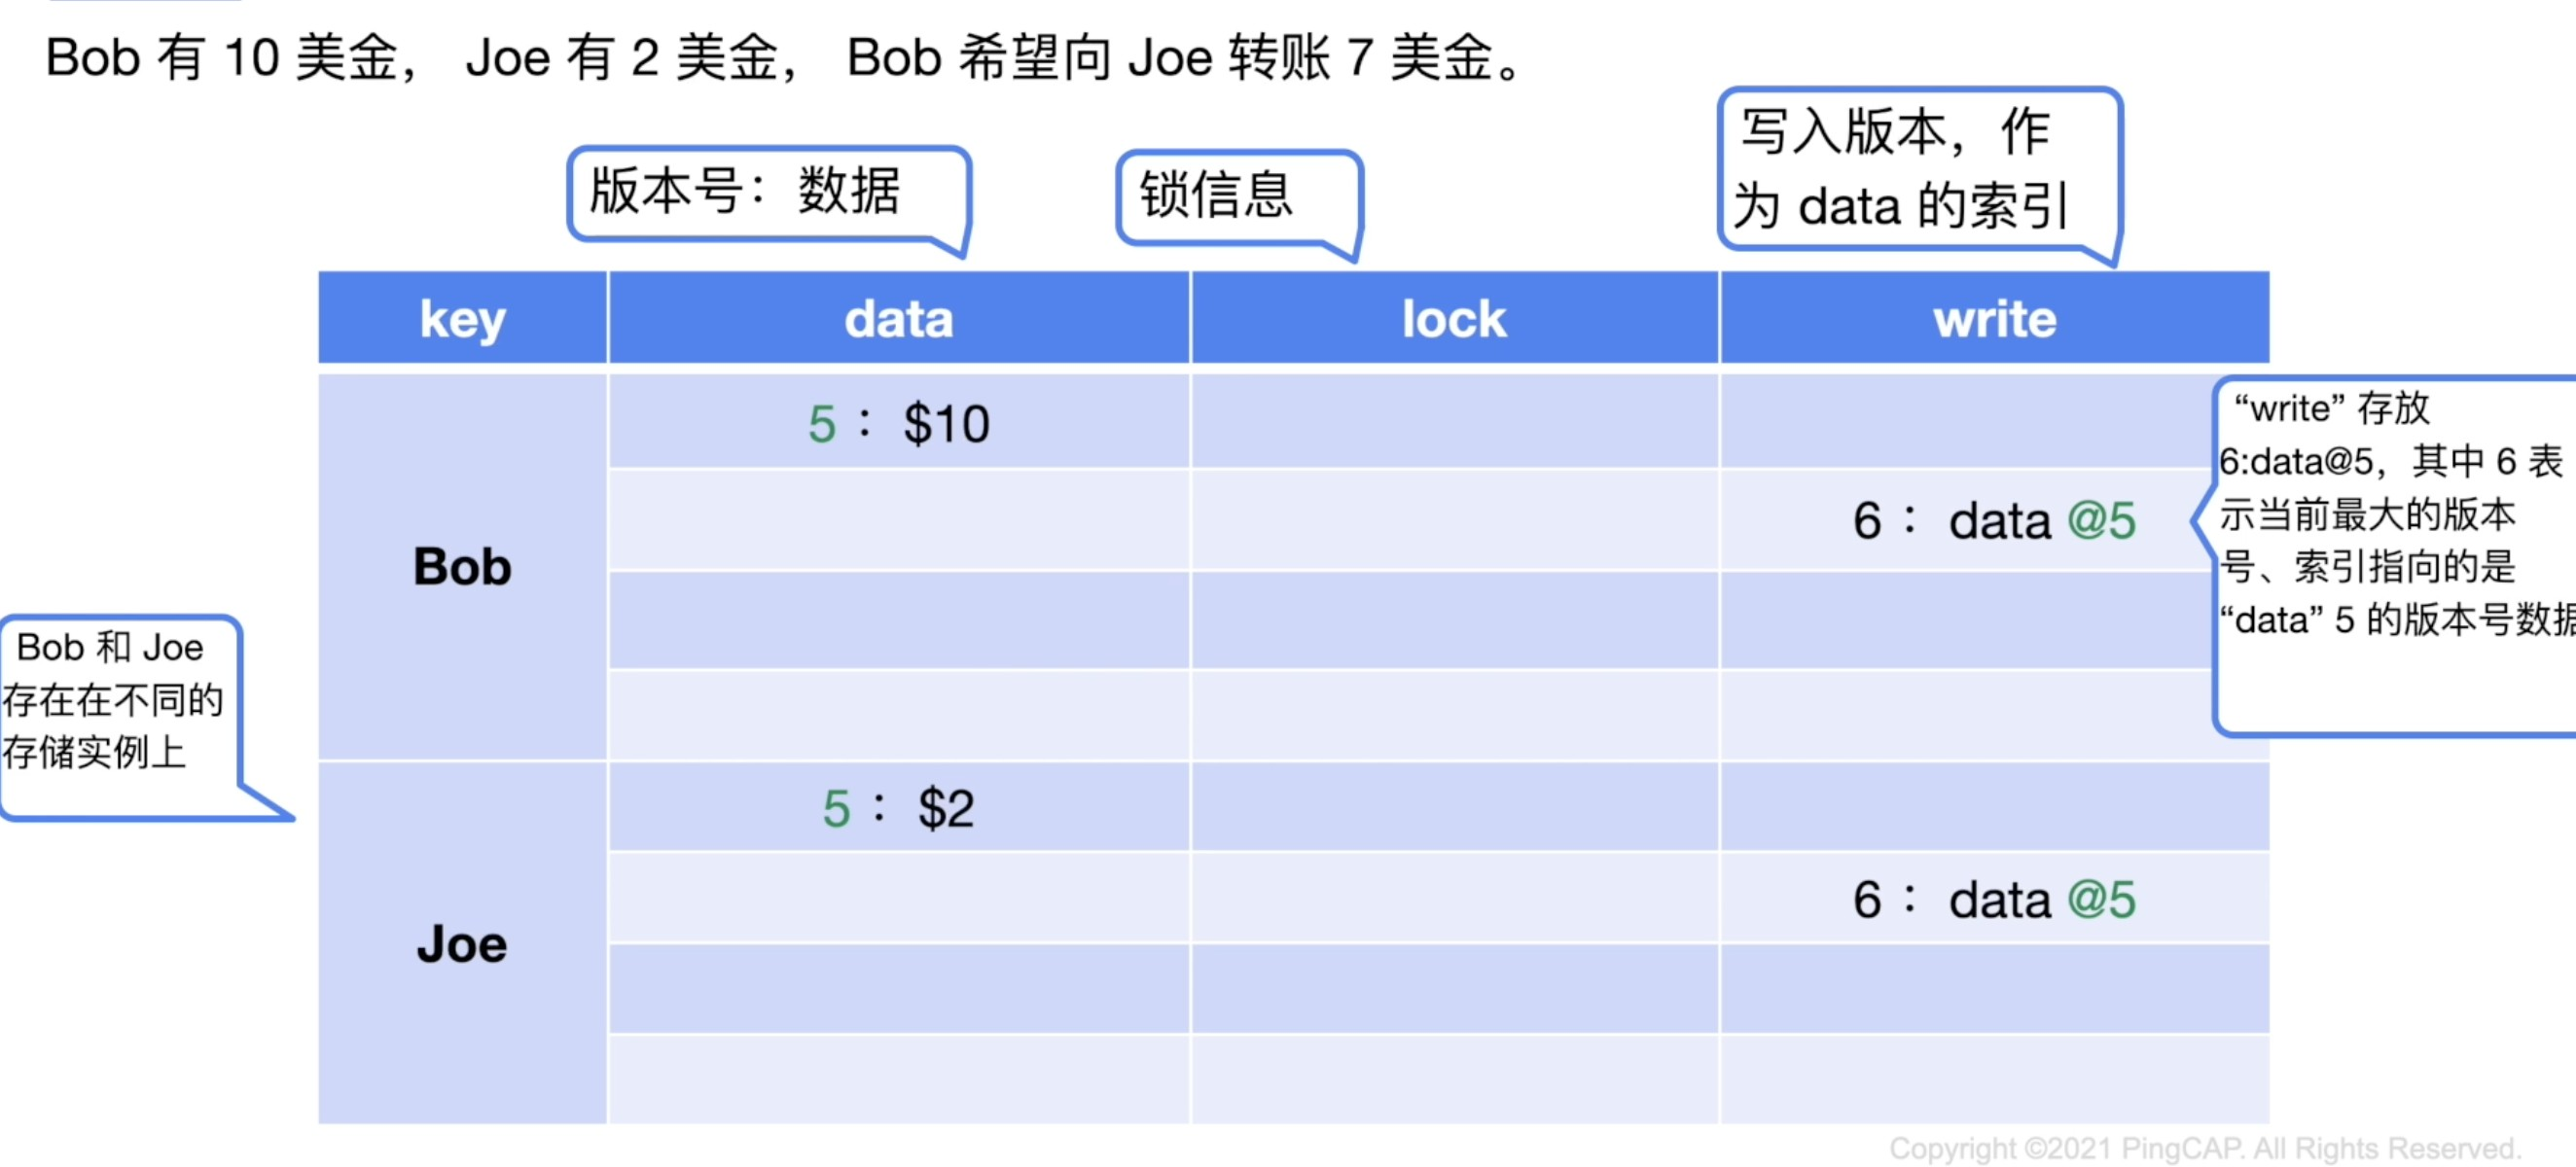 Bob 有 10 美金， Joe 有 2 美金， Bob 希望向 Joe 转账 7 美金。
版本号：数据
锁信息
写入版本，作
为 data 的索引
key data lock write
Bob
5： $10
6： data @5
“write” 存放
6:data@5，其中 6 表
示当前最大的版本
号、索引指向的是
“data” 5 的版本号数据
Bob 和 Joe
存在在不同的
存储实例上
Joe
5： $2
6： data @5
Copyright ©2021 PingCAP. All Rights Reserved.